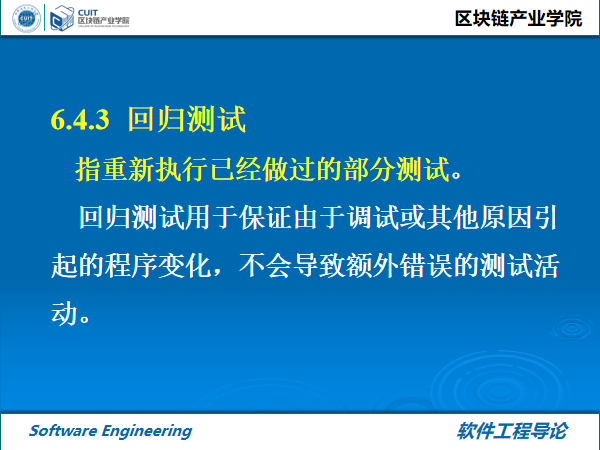 CUIT
CUIT
区块链产业学院
区块链产业学院
6.4.3 回归测试
指重新执行已经做过的部分测试。
回归测试用于保证由于调试或其他原因引
起的程序变化，不会导致额外错误的测试活
动。
Software Engineering
软件工程导论